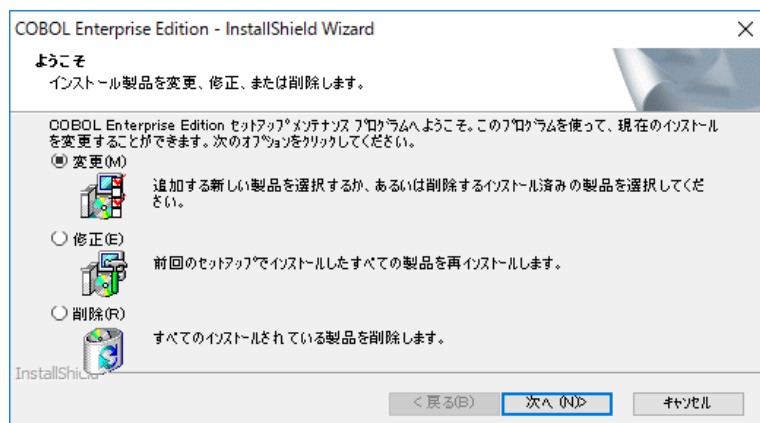 COBOL Enterprise Edition - InstallShield Wizard
ようこそ
インストール製品を変更、修正、または削除します。
COBOL Enterprise Edition セットアップ メンテナンス プログラムへようこそ。このプログラムを使って、現在のインストール
を変更することができます。次のオプションをクリックしてください。
変更(M)
追加する新しい製品を選択するか、あるいは削除するインストール済みの製品を選択してくだ
さい。
修正(E)
前回のセットアップでインストールしたすべての製品を再インストールします。
削除(R)
すべてのインストールされている製品を削除します。
InstallShield
< 戻る(B) 次へ (N)> キャンセル